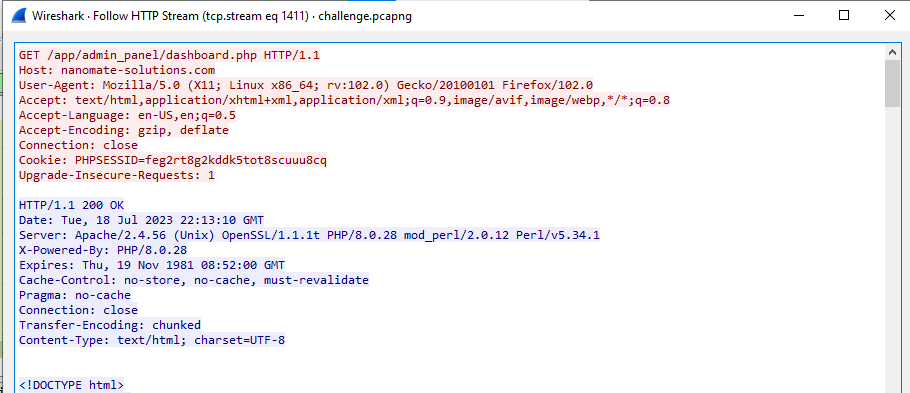 Wireshark · Follow HTTP Stream (tcp.stream eq 1411) · challenge.pcapng
GET /app/admin_panel/dashboard.php HTTP/1.1
Host: nanomate-solutions.com
User-Agent: Mozilla/5.0 (X11; Linux x86_64; rv:102.0) Gecko/20100101 Firefox/102.0
Accept: text/html,application/xhtml+xml,application/xml;q=0.9,image/avif,image/webp,*/*;q=0.8
Accept-Language: en-US,en;q=0.5
Accept-Encoding: gzip, deflate
Connection: close
Cookie: PHPSESSID=feg2rt8g2kddk5tot8scuuu8cq
Upgrade-Insecure-Requests: 1
HTTP/1.1 200 OK
Date: Tue, 18 Jul 2023 22:13:10 GMT
Server: Apache/2.4.56 (Unix) OpenSSL/1.1.1t PHP/8.0.28 mod_perl/2.0.12 Perl/v5.34.1
X-Powered-By: PHP/8.0.28
Expires: Thu, 19 Nov 1981 08:52:00 GMT
Cache-Control: no-store, no-cache, must-revalidate
Pragma: no-cache
Connection: close
Transfer-Encoding: chunked
Content-Type: text/html; charset=UTF-8
<!DOCTYPE html>